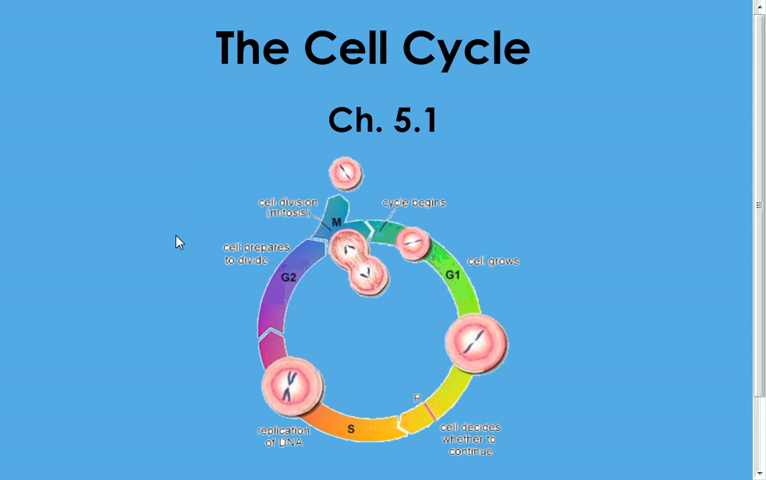 The Cell Cycle
Ch. 5.1
cell division
(mitosis)
cycle begins
M
cell prepares
to divide
G2
G1
cell grows
R
cell decides
whether to
continue
S
replication
of DNA